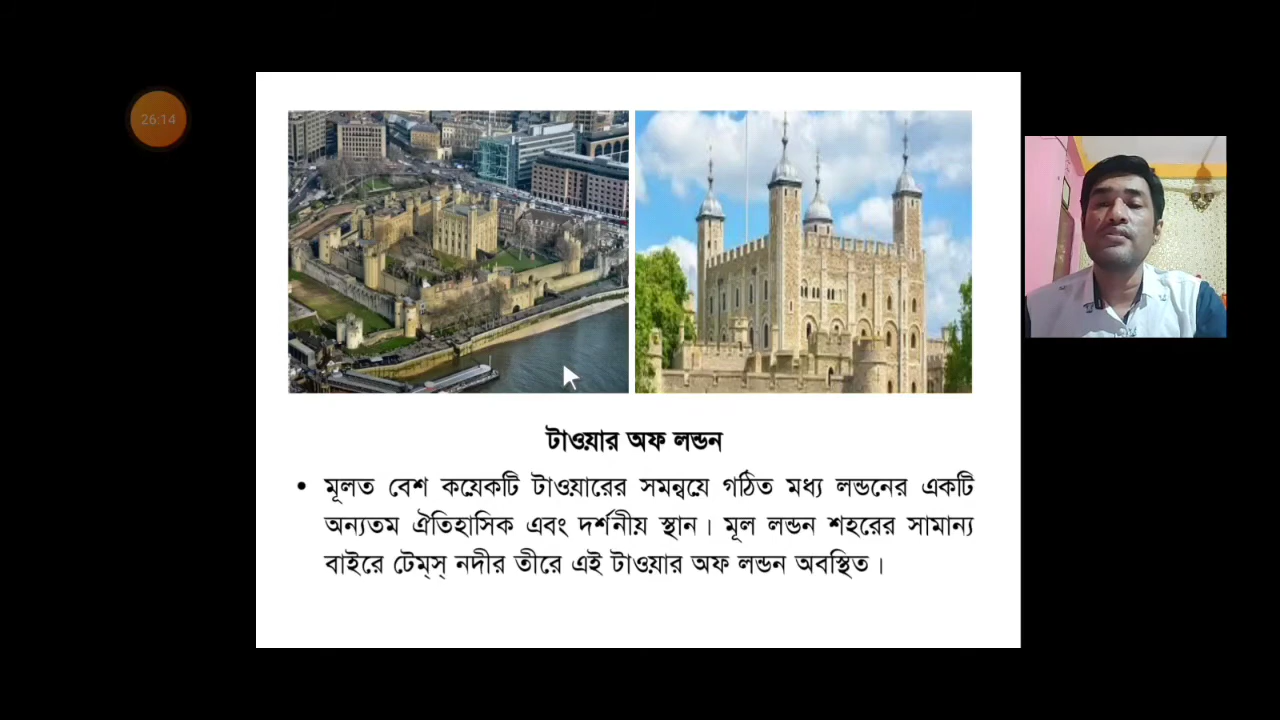 26:14
টাওয়ার অফ লন্ডন
• মূলত বেশ কয়েকটি টাওয়ারের সমন্বয়ে গঠিত মধ্য লন্ডনের একটি
অন্যতম ঐতিহাসিক এবং দর্শনীয় স্থান। মূল লন্ডন শহরের সামান্য
বাইরে টেম্‌স্‌ নদীর তীরে এই টাওয়ার অফ লন্ডন অবস্থিত।